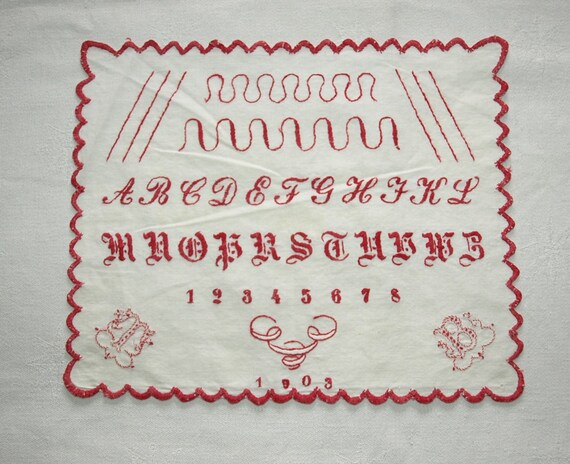 A B C D E F G H J K L
M N O P R S T U V W Z
1 2 3 4 5 6 7 8
1903